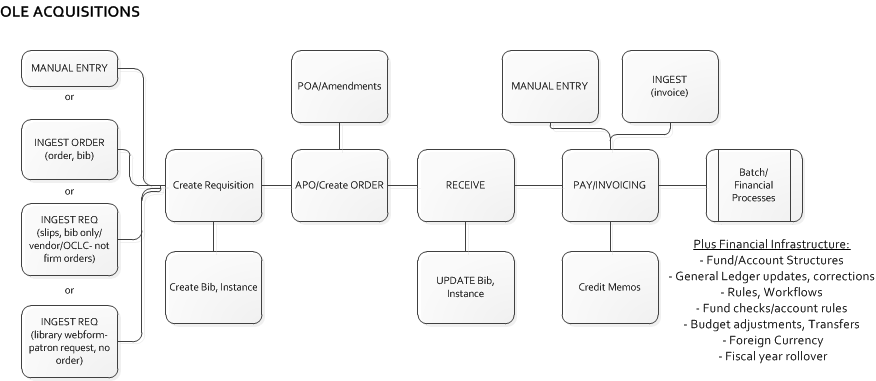 OLE ACQUISITIONS
MANUAL ENTRY
or
INGEST ORDER
(order, bib)
or
INGEST REQ
(slips, bib only/
vendor/OCLC- not
firm orders)
or
INGEST REQ
(library webform-
patron request, no
order)
Create Requisition
Create Bib, Instance
POA/Amendments
APO/Create ORDER
RECEIVE
UPDATE Bib,
Instance
MANUAL ENTRY
INGEST
(invoice)
PAY/INVOICING
Credit Memos
Batch/
Financial
Processes
Plus Financial Infrastructure:
- Fund/Account Structures
- General Ledger updates, corrections
- Rules, Workflows
- Fund checks/account rules
- Budget adjustments, Transfers
- Foreign Currency
- Fiscal year rollover